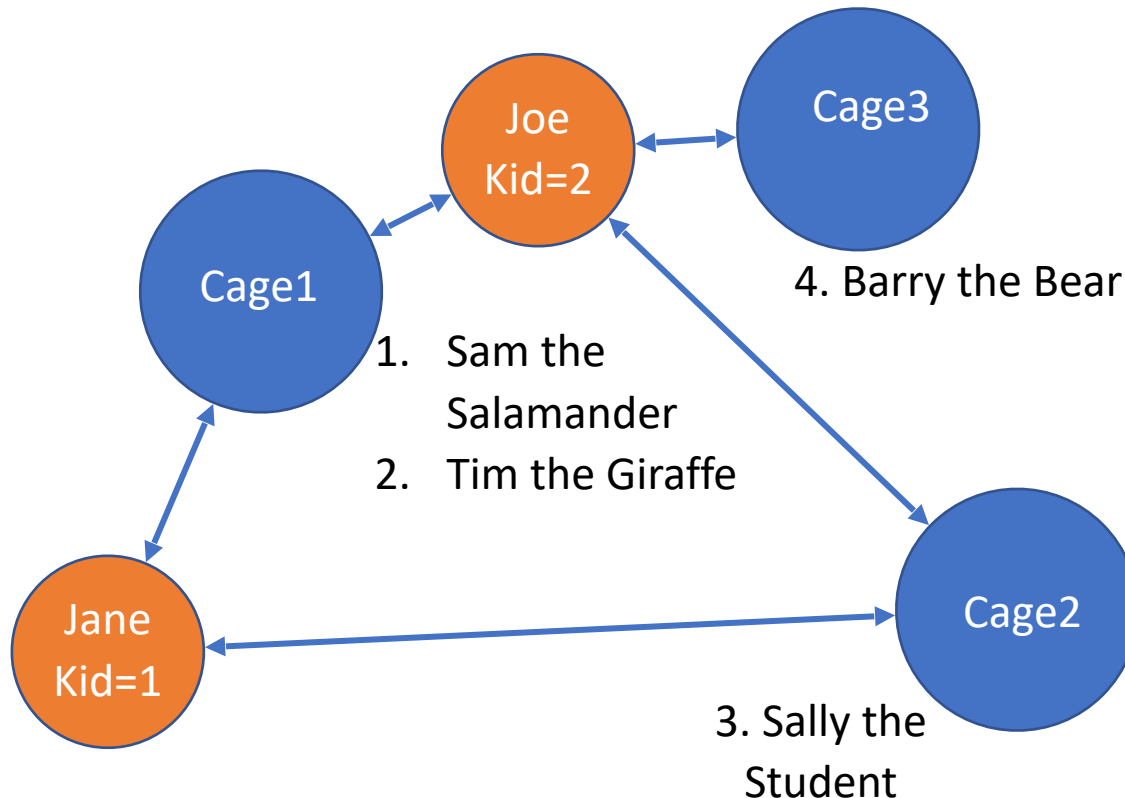 Joe
Kid=2
Cage3
Cage1
4. Barry the Bear
1. Sam the
Salamander
2. Tim the Giraffe
Jane
Kid=1
Cage2
3. Sally the
Student